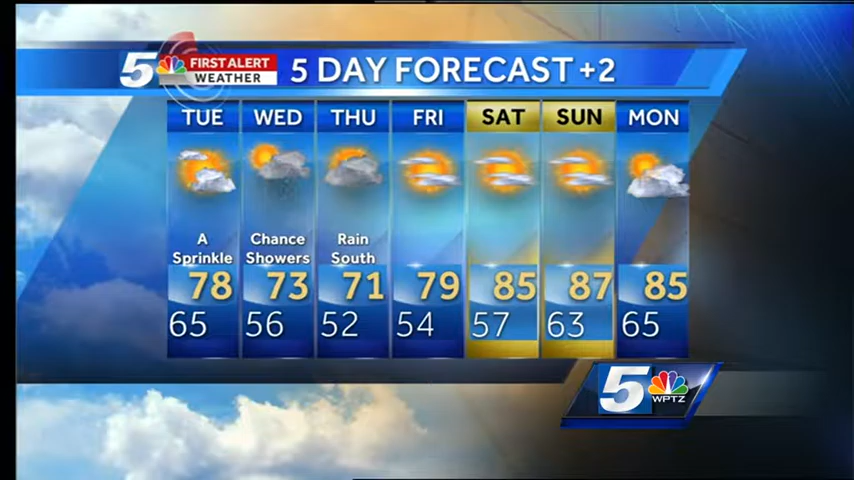 5 FIRST ALERT WEATHER 5 DAY FORECAST +2
TUE WED THU FRI SAT SUN MON
A Sprinkle Chance Showers Rain South
78 73 71 79 85 87 85
65 56 52 54 57 63 65
5 WPTZ